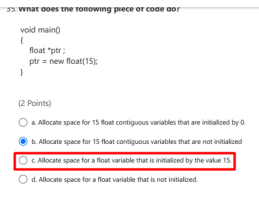 35. What does the following piece of code do?
void main()
{
float *ptr ;
ptr = new float(15);
}
(2 Points)
a. Allocate space for 15 float contiguous variables that are initialized by 0.
b. Allocate space for 15 float contiguous variables that are not initialized
c. Allocate space for a float variable that is initialized by the value 15.
d. Allocate space for a float variable that is not initialized.